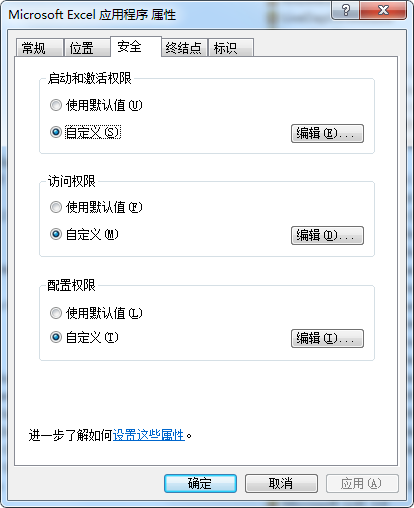 Microsoft Excel 应用程序 属性
常规 位置 安全 终结点 标识
启动和激活权限
使用默认值(U)
自定义(S) 编辑(E)...
访问权限
使用默认值(F)
自定义(M) 编辑(D)...
配置权限
使用默认值(L)
自定义(T) 编辑(I)...
进一步了解如何设置这些属性。
确定 取消 应用(A)